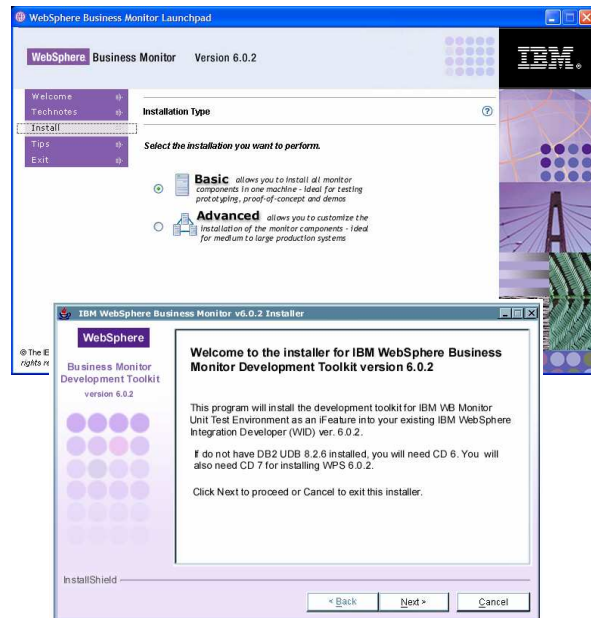 WebSphere Business Monitor Launchpad
WebSphere. Business Monitor Version 6.0.2
IBM.
Welcome
Technotes
Install
Tips
Exit
Installation Type
?
Select the installation you want to perform.
Basic allows you to install all monitor
components in one machine - ideal for testing
prototyping, proof-of-concept and demos
Advanced allows you to customize the
installation of the monitor components - ideal
for medium to large production systems
© The
rights
IBM WebSphere Business Monitor v6.0.2 Installer
WebSphere
Business Monitor
Development Toolkit
version 6.0.2
Welcome to the installer for IBM WebSphere Business
Monitor Development Toolkit version 6.0.2
This program will install the development toolkit for IBM WB Monitor
Unit Test Environment as an iFeature into your existing IBM WebSphere
Integration Developer (WID) ver. 6.0.2.
If do not have DB2 UDB 8.2.6 installed, you will need CD 6. You will
also need CD 7 for installing WPS 6.0.2.
Click Next to proceed or Cancel to exit this installer.
InstallShield
< Back
Next >
Cancel